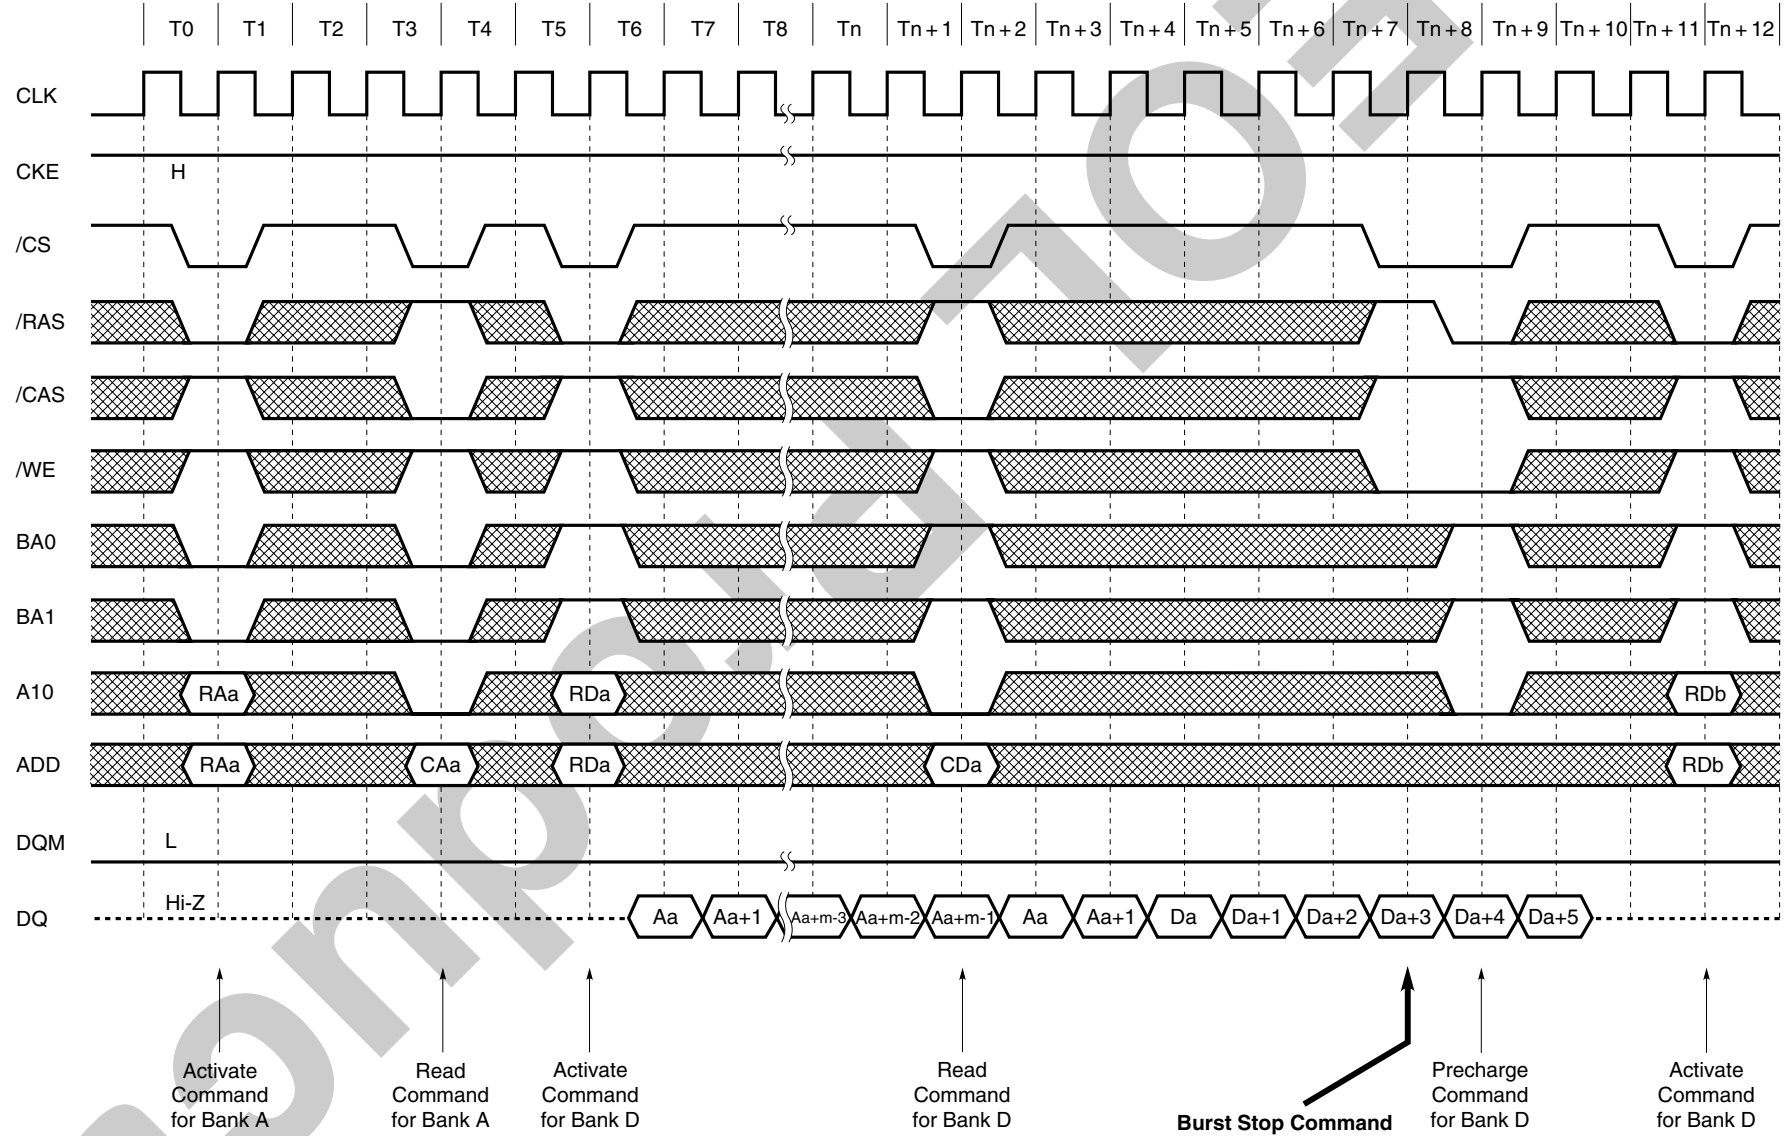 T0 T1 T2 T3 T4 T5 T6 T7 T8 Tn Tn + 1 Tn + 2 Tn + 3 Tn + 4 Tn + 5 Tn + 6 Tn + 7 Tn + 8 Tn + 9 Tn + 10 Tn + 11 Tn + 12
CLK
CKE H
/CS
/RAS
/CAS
/WE
BA0
BA1
A10 RAa RDa RDb
ADD RAa CAa RDa CDa RDb
DQM L
DQ Hi-Z Aa Aa+1 Aa+m-3 Aa+m-2 Aa+m-1 Aa Aa+1 Da Da+1 Da+2 Da+3 Da+4 Da+5
Activate
Command
for Bank A
Read
Command
for Bank A
Activate
Command
for Bank D
Read
Command
for Bank D
Burst Stop Command
Precharge
Command
for Bank D
Activate
Command
for Bank D
EOL Produc